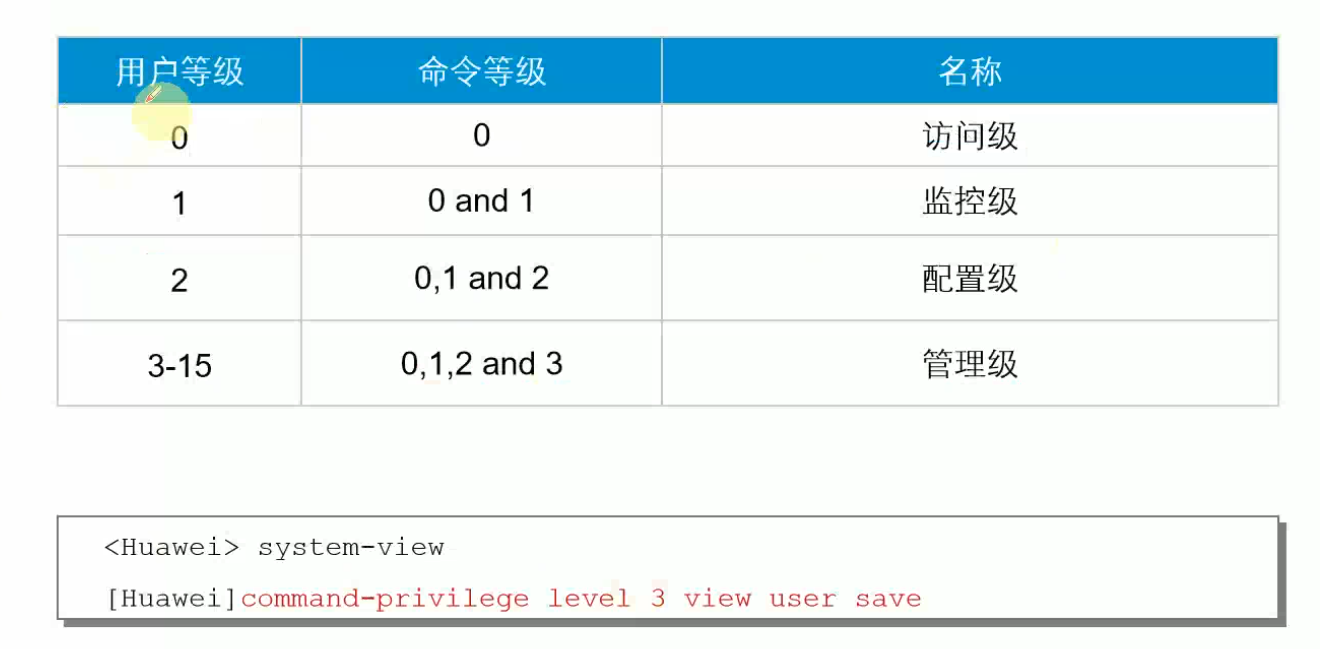 用户等级 命令等级 名称
0 0 访问级
1 0 and 1 监控级
2 0,1 and 2 配置级
3-15 0,1,2 and 3 管理级
<Huawei> system-view
[Huawei]command-privilege level 3 view user save